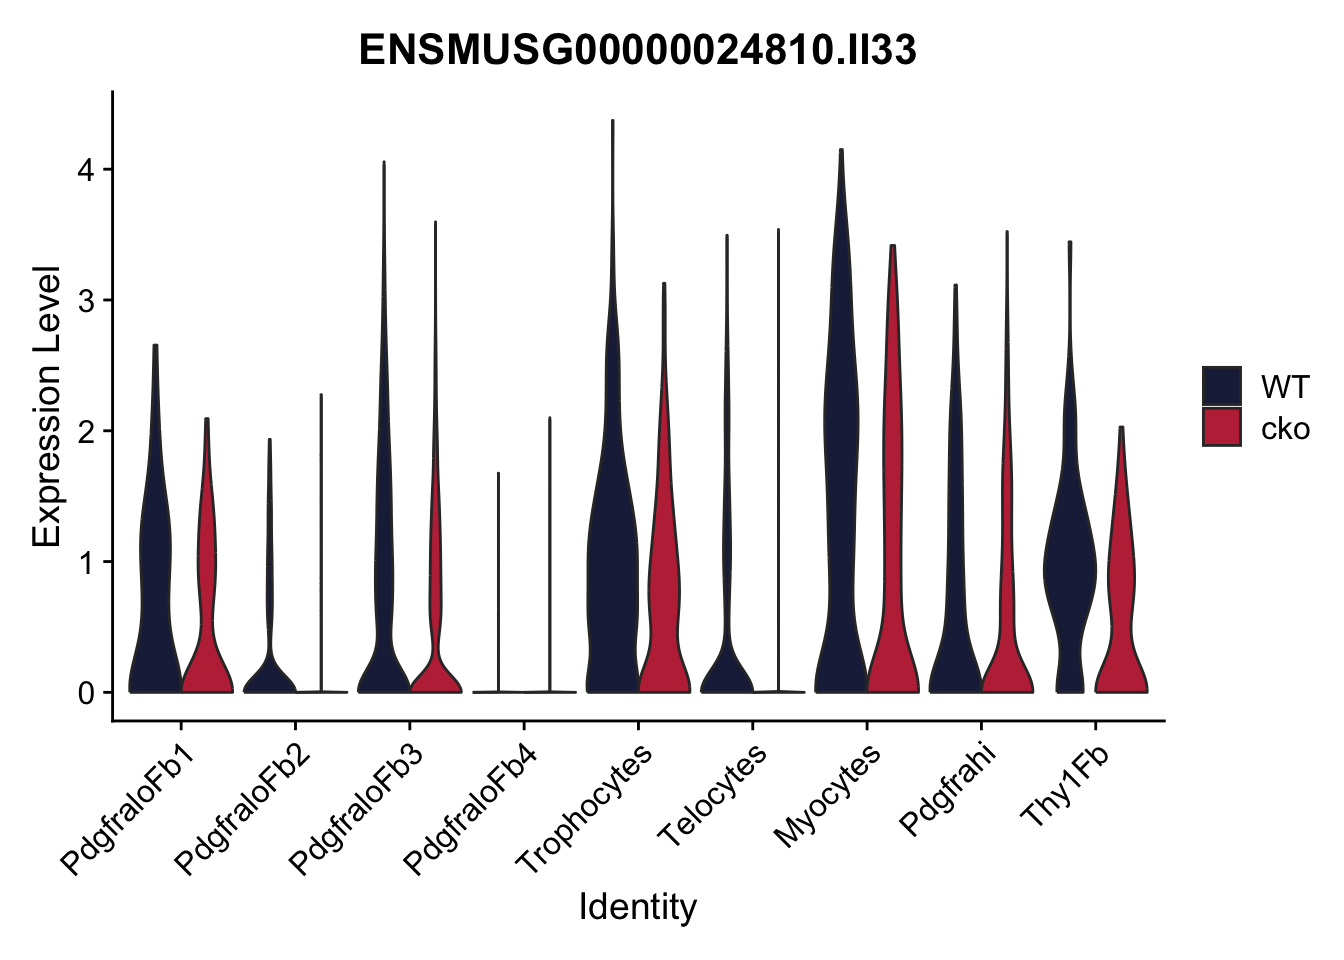 ENSMUSG00000024810.Il33
Expression Level
4
3
2
1
0
PdgfraloFb1
PdgfraloFb2
PdgfraloFb3
PdgfraloFb4
Trophocytes
Telocytes
Myocytes
Pdgfrahi
Thy1Fb
Identity
WT
cko